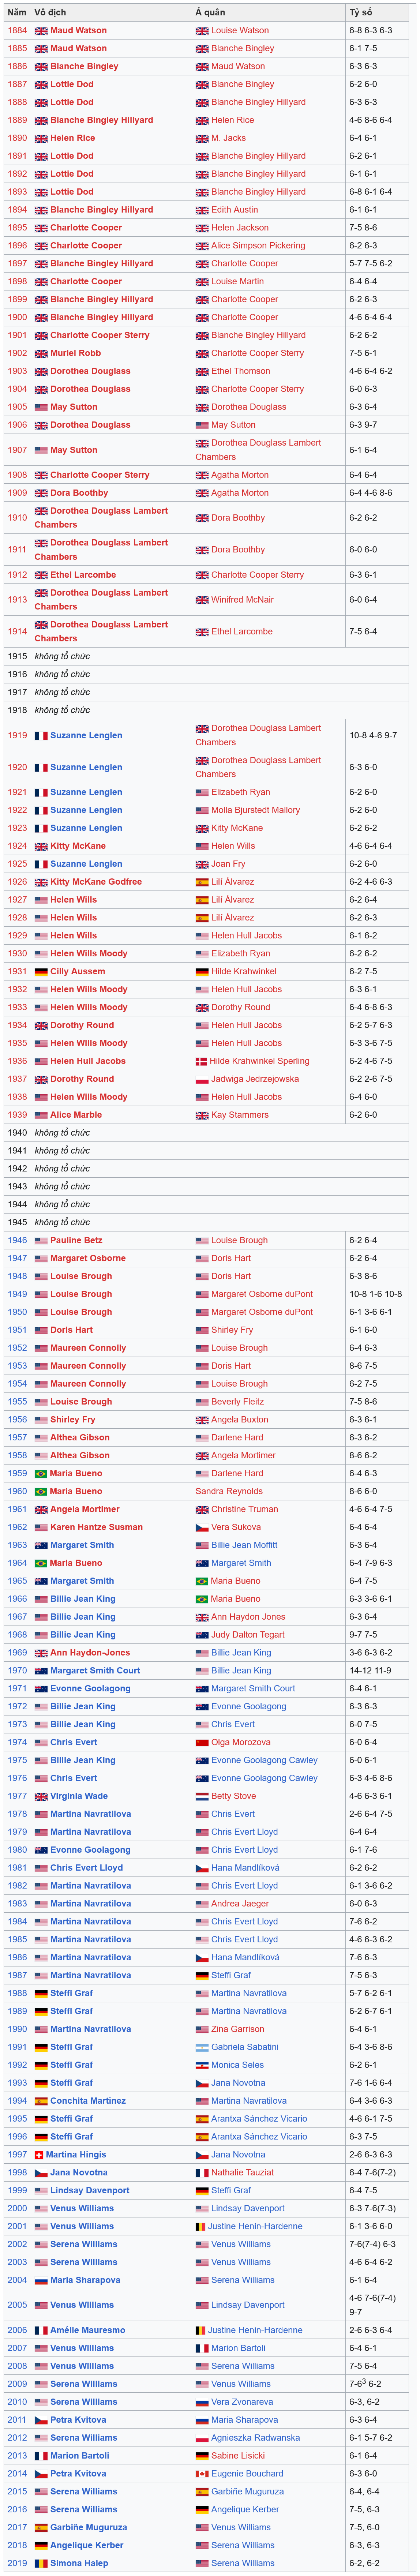 Năm Vô địch Á quân Tỷ số
1884 Maud Watson Louise Watson 6-8 6-3 6-3
1885 Maud Watson Blanche Bingley 6-1 7-5
1886 Blanche Bingley Maud Watson 6-3 6-3
1887 Lottie Dod Blanche Bingley 6-2 6-0
1888 Lottie Dod Blanche Bingley Hillyard 6-3 6-3
1889 Blanche Bingley Hillyard Helen Rice 4-6 8-6 6-4
1890 Helen Rice M. Jacks 6-4 6-1
1891 Lottie Dod Blanche Bingley Hillyard 6-2 6-1
1892 Lottie Dod Blanche Bingley Hillyard 6-1 6-1
1893 Lottie Dod Blanche Bingley Hillyard 6-8 6-1 6-4
1894 Blanche Bingley Hillyard Edith Austin 6-1 6-1
1895 Charlotte Cooper Helen Jackson 7-5 8-6
1896 Charlotte Cooper Alice Simpson Pickering 6-2 6-3
1897 Blanche Bingley Hillyard Charlotte Cooper 5-7 7-5 6-2
1898 Charlotte Cooper Louise Martin 6-4 6-4
1899 Blanche Bingley Hillyard Charlotte Cooper 6-2 6-3
1900 Blanche Bingley Hillyard Charlotte Cooper 4-6 6-4 6-4
1901 Charlotte Cooper Sterry Blanche Bingley Hillyard 6-2 6-2
1902 Muriel Robb Charlotte Cooper Sterry 7-5 6-1
1903 Dorothea Douglass Ethel Thomson 4-6 6-4 6-2
1904 Dorothea Douglass Charlotte Cooper Sterry 6-0 6-3
1905 May Sutton Dorothea Douglass 6-3 6-4
1906 Dorothea Douglass May Sutton 6-3 9-7
1907 May Sutton Dorothea Douglass Lambert
Chambers 6-1 6-4
1908 Charlotte Cooper Sterry Agatha Morton 6-4 6-4
1909 Dora Boothby Agatha Morton 6-4 4-6 8-6
1910 Dorothea Douglass Lambert
Chambers Dora Boothby 6-2 6-2
1911 Dorothea Douglass Lambert
Chambers Dora Boothby 6-0 6-0
1912 Ethel Larcombe Charlotte Cooper Sterry 6-3 6-1
1913 Dorothea Douglass Lambert
Chambers Winifred McNair 6-0 6-4
1914 Dorothea Douglass Lambert
Chambers Ethel Larcombe 7-5 6-4
1915 không tổ chức
1916 không tổ chức
1917 không tổ chức
1918 không tổ chức
1919 Suzanne Lenglen Dorothea Douglass Lambert
Chambers 10-8 4-6 9-7
1920 Suzanne Lenglen Dorothea Douglass Lambert
Chambers 6-3 6-0
1921 Suzanne Lenglen Elizabeth Ryan 6-2 6-0
1922 Suzanne Lenglen Molla Bjurstedt Mallory 6-2 6-0
1923 Suzanne Lenglen Kitty McKane 6-2 6-2
1924 Kitty McKane Helen Wills 4-6 6-4 6-4
1925 Suzanne Lenglen Joan Fry 6-2 6-0
1926 Kitty McKane Godfree Lilí Álvarez 6-2 4-6 6-3
1927 Helen Wills Lilí Álvarez 6-2 6-4
1928 Helen Wills Lilí Álvarez 6-2 6-3
1929 Helen Wills Helen Hull Jacobs 6-1 6-2
1930 Helen Wills Moody Elizabeth Ryan 6-2 6-2
1931 Cilly Aussem Hilde Krahwinkel 6-2 7-5
1932 Helen Wills Moody Helen Hull Jacobs 6-3 6-1
1933 Helen Wills Moody Dorothy Round 6-4 6-8 6-3
1934 Dorothy Round Helen Hull Jacobs 6-2 5-7 6-3
1935 Helen Wills Moody Helen Hull Jacobs 6-3 3-6 7-5
1936 Helen Hull Jacobs Hilde Krahwinkel Sperling 6-2 4-6 7-5
1937 Dorothy Round Jadwiga Jedrzejowska 6-2 2-6 7-5
1938 Helen Wills Moody Helen Hull Jacobs 6-4 6-0
1939 Alice Marble Kay Stammers 6-2 6-0
1940 không tổ chức
1941 không tổ chức
1942 không tổ chức
1943 không tổ chức
1944 không tổ chức
1945 không tổ chức
1946 Pauline Betz Louise Brough 6-2 6-4
1947 Margaret Osborne Doris Hart 6-2 6-4
1948 Louise Brough Doris Hart 6-3 8-6
1949 Louise Brough Margaret Osborne duPont 10-8 1-6 10-8
1950 Louise Brough Margaret Osborne duPont 6-1 3-6 6-1
1951 Doris Hart Shirley Fry 6-1 6-0
1952 Maureen Connolly Louise Brough 6-4 6-3
1953 Maureen Connolly Doris Hart 8-6 7-5
1954 Maureen Connolly Louise Brough 6-2 7-5
1955 Louise Brough Beverly Fleitz 7-5 8-6
1956 Shirley Fry Angela Buxton 6-3 6-1
1957 Althea Gibson Darlene Hard 6-3 6-2
1958 Althea Gibson Angela Mortimer 8-6 6-2
1959 Maria Bueno Darlene Hard 6-4 6-3
1960 Maria Bueno Sandra Reynolds 8-6 6-0
1961 Angela Mortimer Christine Truman 4-6 6-4 7-5
1962 Karen Hantze Susman Vera Sukova 6-4 6-4
1963 Margaret Smith Billie Jean Moffitt 6-3 6-4
1964 Maria Bueno Margaret Smith 6-4 7-9 6-3
1965 Margaret Smith Maria Bueno 6-4 7-5
1966 Billie Jean King Maria Bueno 6-3 3-6 6-1
1967 Billie Jean King Ann Haydon Jones 6-3 6-4
1968 Billie Jean King Judy Dalton Tegart 9-7 7-5
1969 Ann Haydon-Jones Billie Jean King 3-6 6-3 6-2
1970 Margaret Smith Court Billie Jean King 14-12 11-9
1971 Evonne Goolagong Margaret Smith Court 6-4 6-1
1972 Billie Jean King Evonne Goolagong 6-3 6-3
1973 Billie Jean King Chris Evert 6-0 7-5
1974 Chris Evert Olga Morozova 6-0 6-4
1975 Billie Jean King Evonne Goolagong Cawley 6-0 6-1
1976 Chris Evert Evonne Goolagong Cawley 6-3 4-6 8-6
1977 Virginia Wade Betty Stove 4-6 6-3 6-1
1978 Martina Navratilova Chris Evert 2-6 6-4 7-5
1979 Martina Navratilova Chris Evert Lloyd 6-4 6-4
1980 Evonne Goolagong Chris Evert Lloyd 6-1 7-6
1981 Chris Evert Lloyd Hana Mandlíková 6-2 6-2
1982 Martina Navratilova Chris Evert Lloyd 6-1 3-6 6-2
1983 Martina Navratilova Andrea Jaeger 6-0 6-3
1984 Martina Navratilova Chris Evert Lloyd 7-6 6-2
1985 Martina Navratilova Chris Evert Lloyd 4-6 6-3 6-2
1986 Martina Navratilova Hana Mandlíková 7-6 6-3
1987 Martina Navratilova Steffi Graf 7-5 6-3
1988 Steffi Graf Martina Navratilova 5-7 6-2 6-1
1989 Steffi Graf Martina Navratilova 6-2 6-7 6-1
1990 Martina Navratilova Zina Garrison 6-4 6-1
1991 Steffi Graf Gabriela Sabatini 6-4 3-6 8-6
1992 Steffi Graf Monica Seles 6-2 6-1
1993 Steffi Graf Jana Novotna 7-6 1-6 6-4
1994 Conchita Martínez Martina Navratilova 6-4 3-6 6-3
1995 Steffi Graf Arantxa Sánchez Vicario 4-6 6-1 7-5
1996 Steffi Graf Arantxa Sánchez Vicario 6-3 7-5
1997 Martina Hingis Jana Novotna 2-6 6-3 6-3
1998 Jana Novotna Nathalie Tauziat 6-4 7-6(7-2)
1999 Lindsay Davenport Steffi Graf 6-4 7-5
2000 Venus Williams Lindsay Davenport 6-3 7-6(7-3)
2001 Venus Williams Justine Henin-Hardenne 6-1 3-6 6-0
2002 Serena Williams Venus Williams 7-6(7-4) 6-3
2003 Serena Williams Venus Williams 4-6 6-4 6-2
2004 Maria Sharapova Serena Williams 6-1 6-4
2005 Venus Williams Lindsay Davenport 4-6 7-6(7-4)
9-7
2006 Amélie Mauresmo Justine Henin-Hardenne 2-6 6-3 6-4
2007 Venus Williams Marion Bartoli 6-4 6-1
2008 Venus Williams Serena Williams 7-5 6-4
2009 Serena Williams Venus Williams 7-6³ 6-2
2010 Serena Williams Vera Zvonareva 6-3, 6-2
2011 Petra Kvitova Maria Sharapova 6-3 6-4
2012 Serena Williams Agnieszka Radwanska 6-1 5-7 6-2
2013 Marion Bartoli Sabine Lisicki 6-1 6-4
2014 Petra Kvitova Eugenie Bouchard 6-3 6-0
2015 Serena Williams Garbiñe Muguruza 6-4, 6-4
2016 Serena Williams Angelique Kerber 7-5, 6-3
2017 Garbiñe Muguruza Venus Williams 7-5, 6-0
2018 Angelique Kerber Serena Williams 6-3, 6-3
2019 Simona Halep Serena Williams 6-2, 6-2